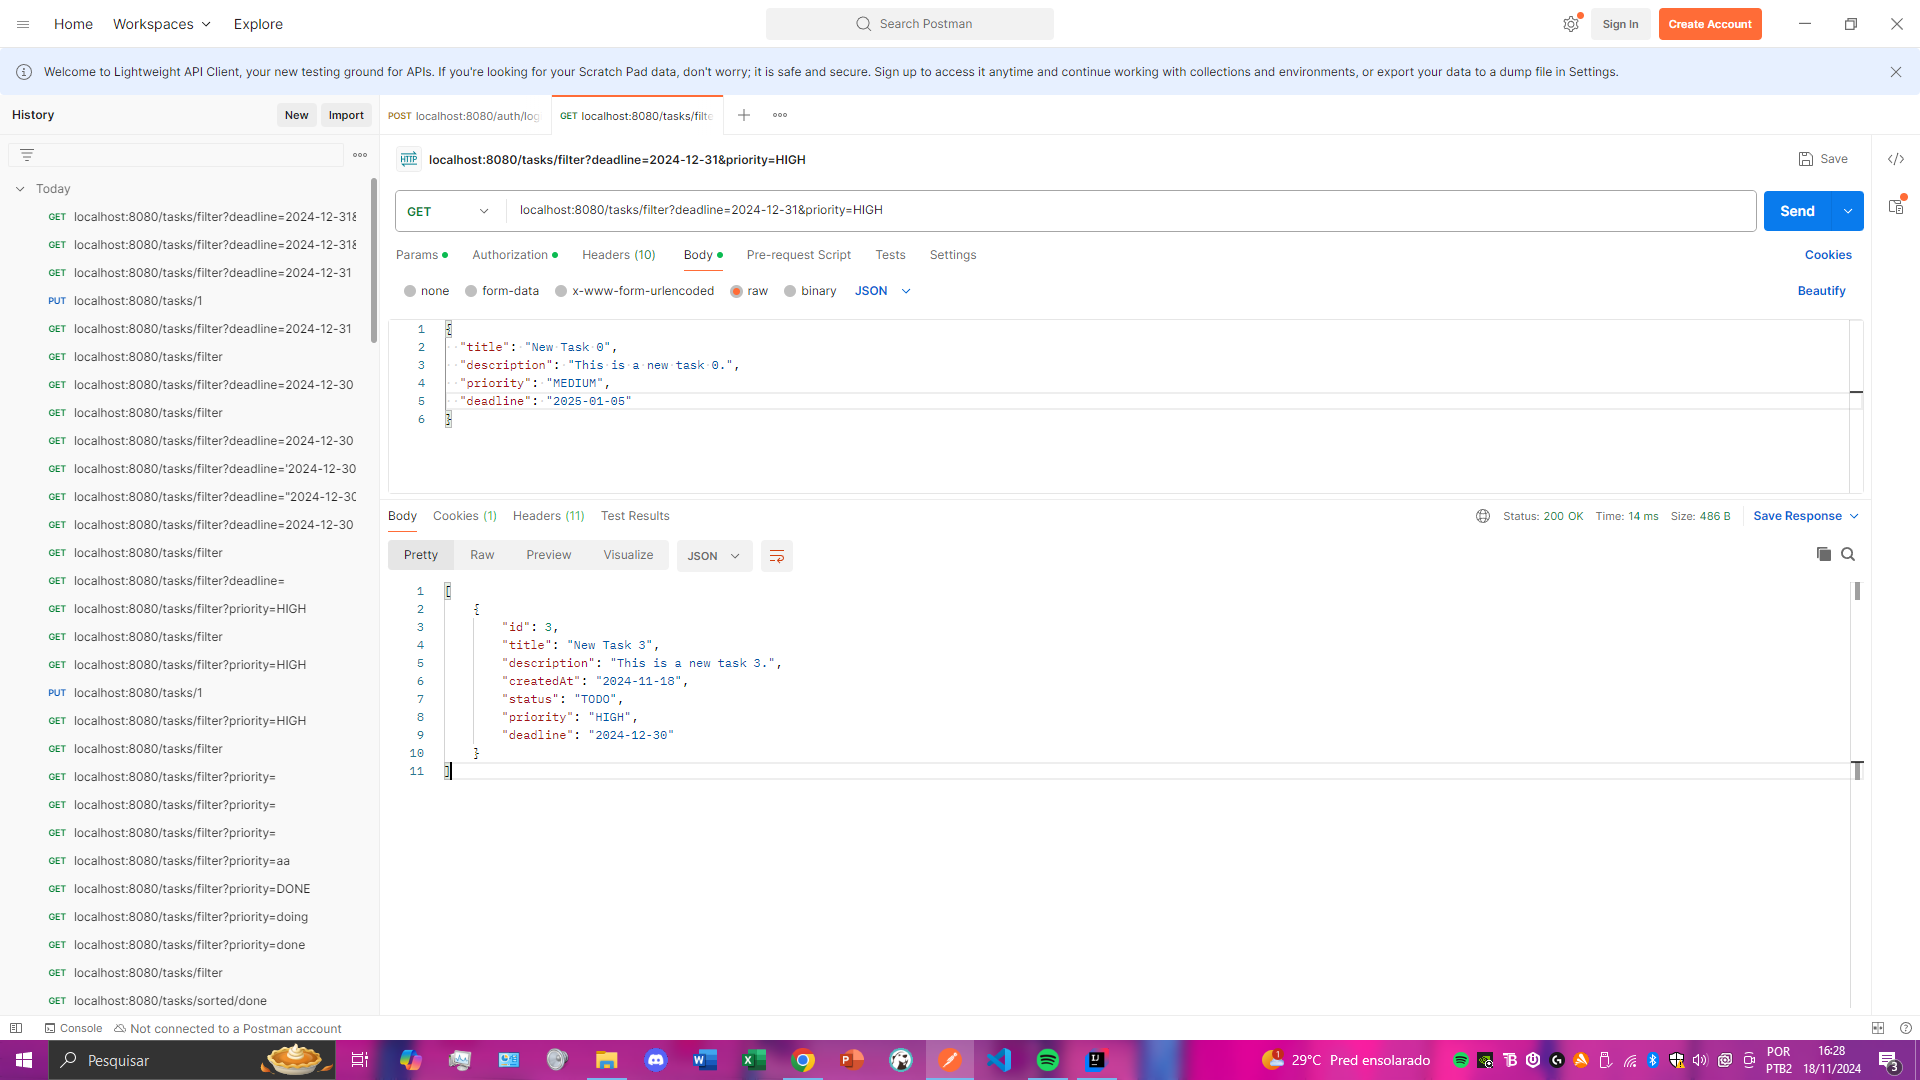 Home Workspaces Explore Search Postman Sign In Create Account
Welcome to Lightweight API Client, your new testing ground for APIs. If you're looking for your Scratch Pad data, don't worry; it is safe and secure. Sign up to access it anytime and continue working with collections and environments, or export your data to a dump file in Settings.
History New Import
POST localhost:8080/auth/log
GET localhost:8080/tasks/filte
HTTP localhost:8080/tasks/filter?deadline=2024-12-31&priority=HIGH Save
Today
GET localhost:8080/tasks/filter?deadline=2024-12-31&
GET localhost:8080/tasks/filter?deadline=2024-12-31&
GET localhost:8080/tasks/filter?deadline=2024-12-31
PUT localhost:8080/tasks/1
GET localhost:8080/tasks/filter?deadline=2024-12-31
GET localhost:8080/tasks/filter
GET localhost:8080/tasks/filter?deadline=2024-12-30
GET localhost:8080/tasks/filter
GET localhost:8080/tasks/filter?deadline=2024-12-30
GET localhost:8080/tasks/filter?deadline='2024-12-30
GET localhost:8080/tasks/filter?deadline="2024-12-30
GET localhost:8080/tasks/filter?deadline=2024-12-30
GET localhost:8080/tasks/filter
GET localhost:8080/tasks/filter?deadline=
GET localhost:8080/tasks/filter?priority=HIGH
GET localhost:8080/tasks/filter
GET localhost:8080/tasks/filter?priority=HIGH
PUT localhost:8080/tasks/1
GET localhost:8080/tasks/filter?priority=HIGH
GET localhost:8080/tasks/filter
GET localhost:8080/tasks/filter?priority=
GET localhost:8080/tasks/filter?priority=
GET localhost:8080/tasks/filter?priority=
GET localhost:8080/tasks/filter?priority=aa
GET localhost:8080/tasks/filter?priority=DONE
GET localhost:8080/tasks/filter?priority=doing
GET localhost:8080/tasks/filter?priority=done
GET localhost:8080/tasks/filter
GET localhost:8080/tasks/sorted/done
GET localhost:8080/tasks/filter?deadline=2024-12-31&priority=HIGH Send
Params Authorization Headers (10) Body Pre-request Script Tests Settings Cookies
none form-data x-www-form-urlencoded raw binary JSON Beautify
1 {
2 "title": "New Task 0",
3 "description": "This is a new task 0.",
4 "priority": "MEDIUM",
5 "deadline": "2025-01-05"
6 }
Body Cookies (1) Headers (11) Test Results Status: 200 OK Time: 14 ms Size: 486 B Save Response
Pretty Raw Preview Visualize JSON
1 [
2 {
3 "id": 3,
4 "title": "New Task 3",
5 "description": "This is a new task 3.",
6 "createdAt": "2024-11-18",
7 "status": "TODO",
8 "priority": "HIGH",
9 "deadline": "2024-12-30"
10 }
11 ]
Console Not connected to a Postman account
Pesquisar 29°C Pred ensolarado POR PTB2 16:28 18/11/2024 3